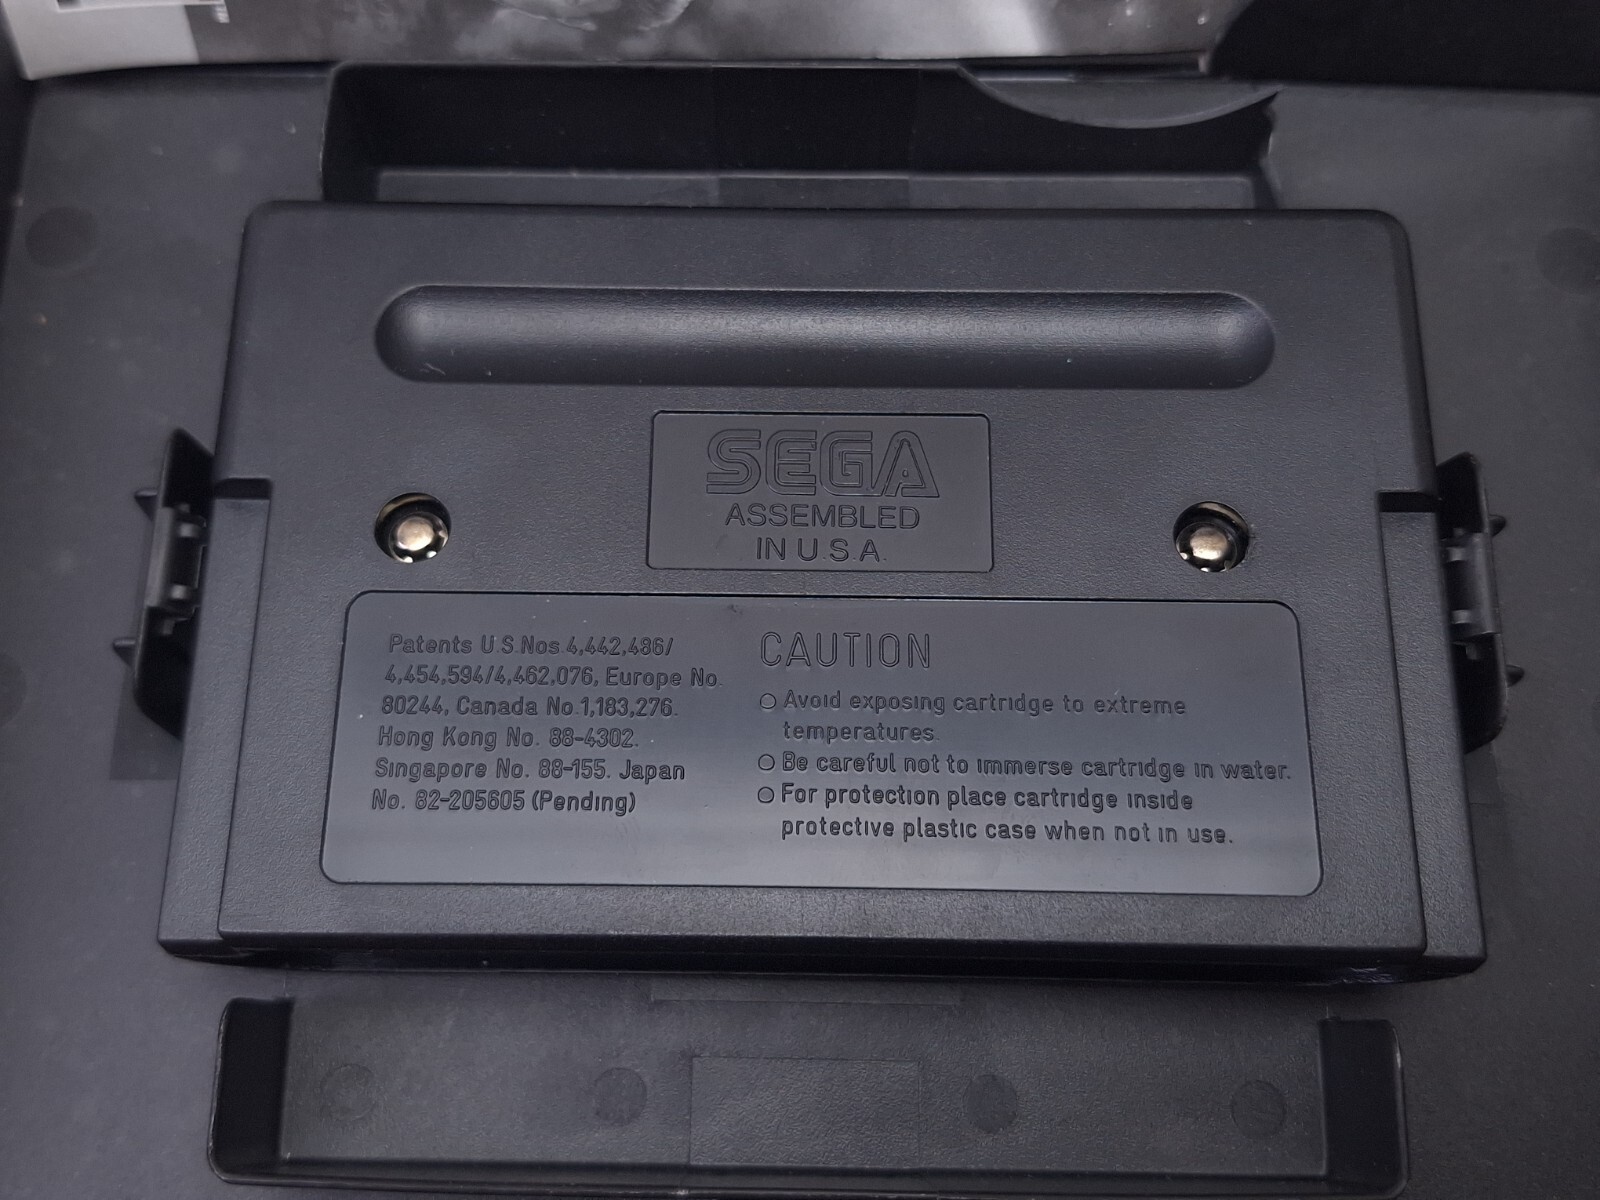 SEGA
ASSEMBLED
IN U.S.A.
Patents U.S.Nos.4,442,486/
4,454,594/4,462,076, Europe No.
80244, Canada No.1,183,276.
Hong Kong No. 88-4302.
Singapore No. 88-155. Japan
No. 82-205605 (Pending)
CAUTION
○ Avoid exposing cartridge to extreme
temperatures.
○ Be careful not to immerse cartridge in water.
○ For protection place cartridge inside
protective plastic case when not in use.